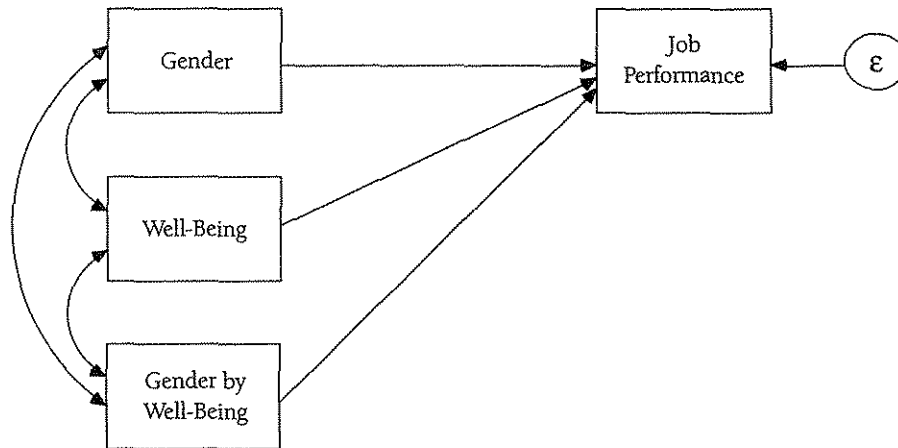 Gender
Job
Performance
ε
Well-Being
Gender by
Well-Being